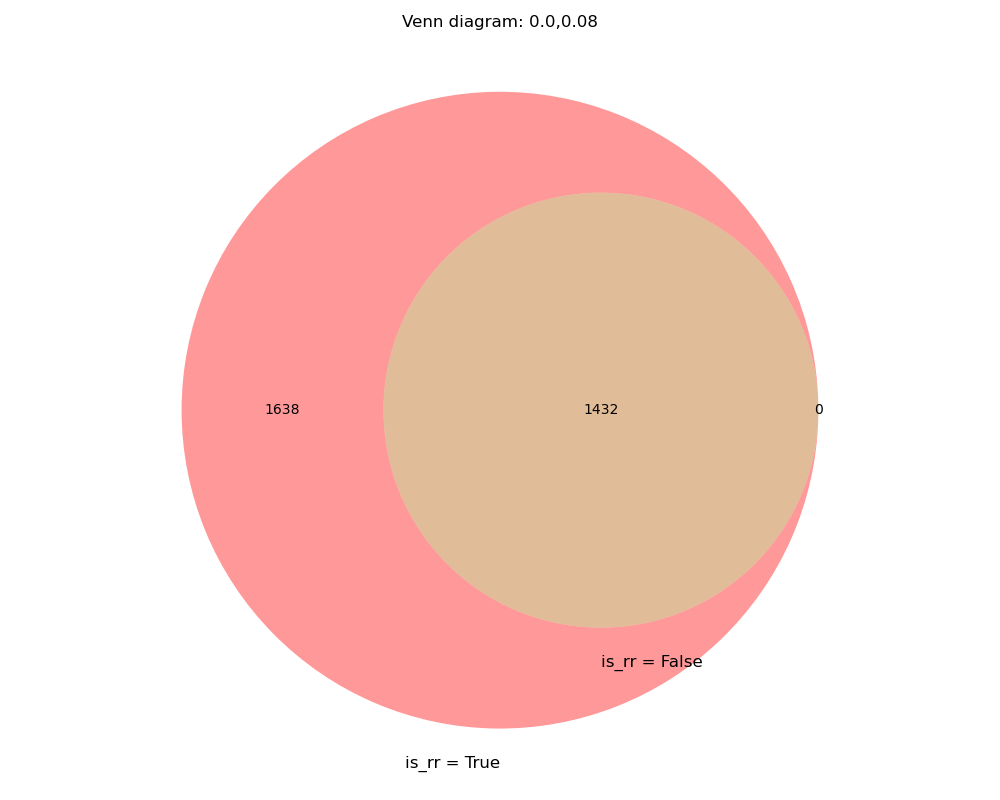 Venn diagram: 0.0,0.08
1638
1432
0
is_rr = False
is_rr = True